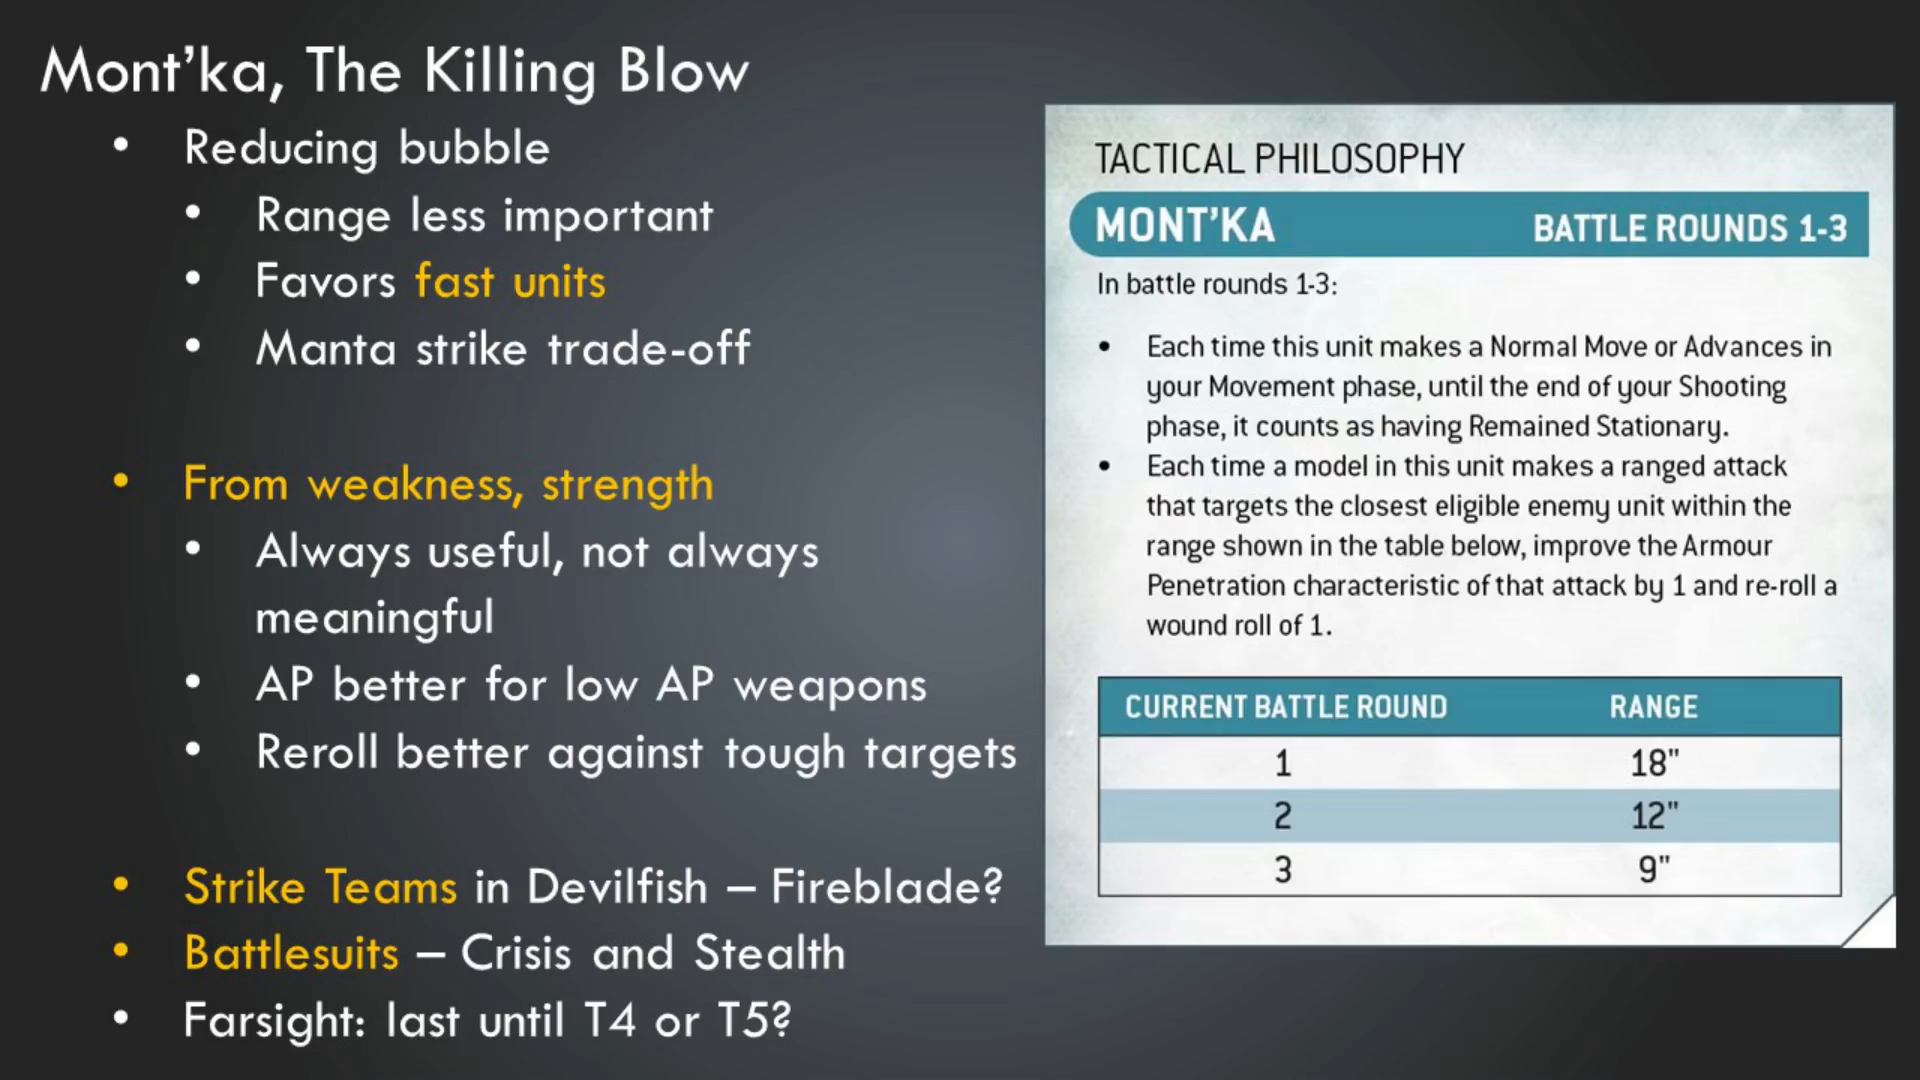 Mont’ka, The Killing Blow
• Reducing bubble
• Range less important
• Favors fast units
• Manta strike trade-off
• From weakness, strength
• Always useful, not always
meaningful
• AP better for low AP weapons
• Reroll better against tough targets
• Strike Teams in Devilfish – Fireblade?
• Battlesuits – Crisis and Stealth
• Farsight: last until T4 or T5?
TACTICAL PHILOSOPHY
MONT’KA BATTLE ROUNDS 1-3
In battle rounds 1-3:
• Each time this unit makes a Normal Move or Advances in
your Movement phase, until the end of your Shooting
phase, it counts as having Remained Stationary.
• Each time a model in this unit makes a ranged attack
that targets the closest eligible enemy unit within the
range shown in the table below, improve the Armour
Penetration characteristic of that attack by 1 and re-roll a
wound roll of 1.
CURRENT BATTLE ROUND RANGE
1 18"
2 12"
3 9"